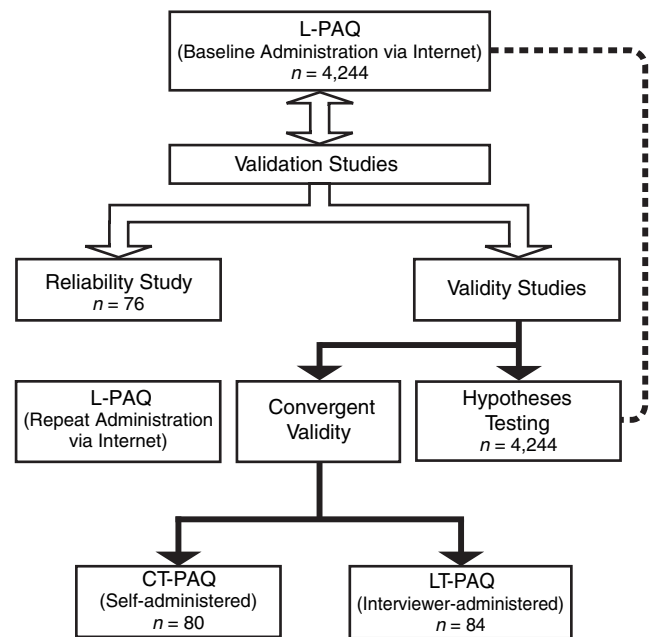 L-PAQ
(Baseline Administration via Internet)
n = 4,244
Validation Studies
Reliability Study
n = 76
Validity Studies
L-PAQ
(Repeat Administration
via Internet)
Convergent
Validity
Hypotheses
Testing
n = 4,244
CT-PAQ
(Self-administered)
n = 80
LT-PAQ
(Interviewer-administered)
n = 84